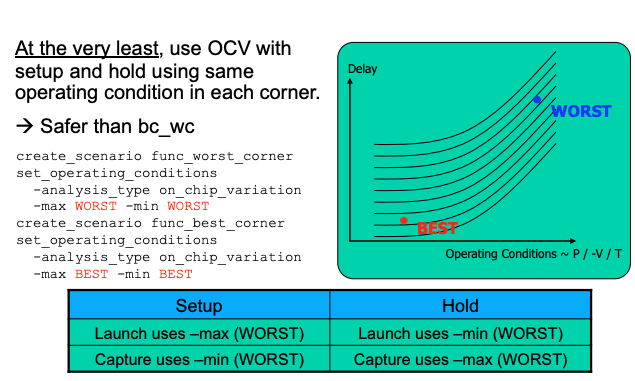 At the very least, use OCV with
setup and hold using same
operating condition in each corner.
→ Safer than bc_wc
create_scenario func_worst_corner
set_operating_conditions
-analysis_type on_chip_variation
-max WORST -min WORST
create_scenario func_best_corner
set_operating_conditions
-analysis_type on_chip_variation
-max BEST -min BEST
Delay
WORST
BEST
Operating Conditions ~ P / -V / T
Setup Hold
Launch uses –max (WORST) Launch uses –min (WORST)
Capture uses –min (WORST) Capture uses –max (WORST)